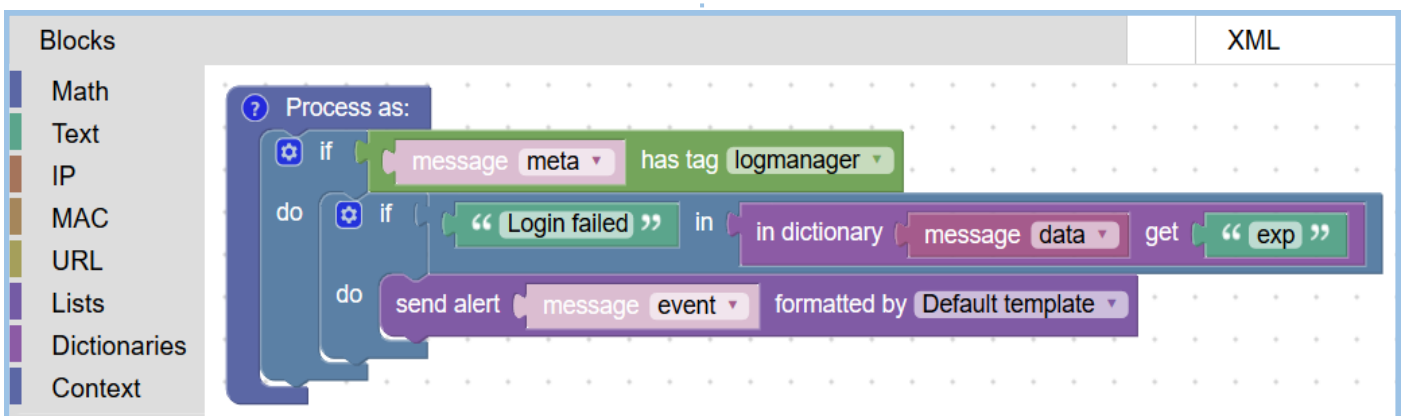 Blocks
XML
Math
Text
IP
MAC
URL
Lists
Dictionaries
Context
? Process as:
if message meta ▾ has tag logmanager ▾
do if “ Login failed ” in in dictionary message data ▾ get “ exp ”
do send alert message event ▾ formatted by Default template ▾